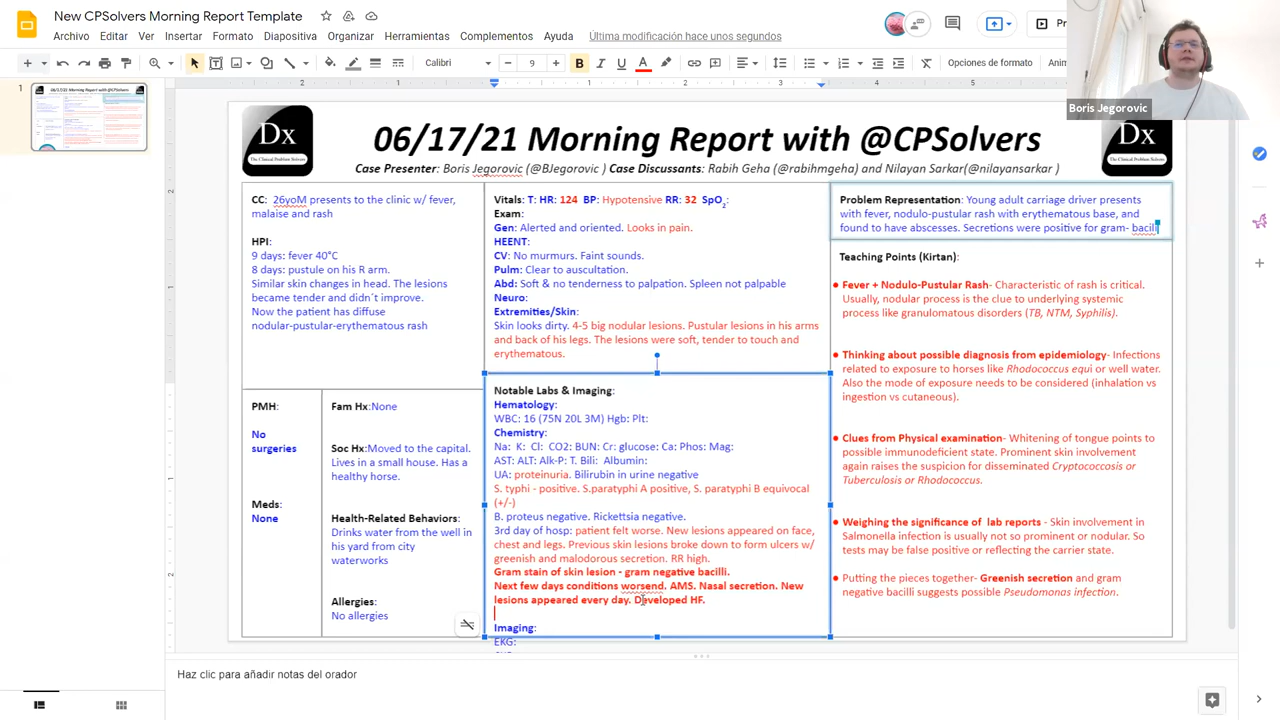 New CPSolvers Morning Report Template
Archivo Editar Ver Insertar Formato Diapositiva Organizar Herramientas Complementos Ayuda Última modificación hace unos segundos
Calibri 9 Opciones de formato Anim
Boris Jegorovic
2 1 1 2 3 4 5
1
Dx
The Clinical Problem Solvers
06/17/21 Morning Report with @CPSolvers
Case Presenter: Boris Jegorovic (@BJegorovic ) Case Discussants: Rabih Geha (@rabihmgeha) and Nilayan Sarkar(@nilayansarkar )
Dx
The Clinical Problem Solvers
CC: 26yoM presents to the clinic w/ fever,
malaise and rash
HPI:
9 days: fever 40°C
8 days: pustule on his R arm.
Similar skin changes in head. The lesions
became tender and didn´t improve.
Now the patient has diffuse
nodular-pustular-erythematous rash
PMH:
No
surgeries
Meds:
None
Fam Hx:None
Soc Hx:Moved to the capital.
Lives in a small house. Has a
healthy horse.
Health-Related Behaviors:
Drinks water from the well in
his yard from city
waterworks
Allergies:
No allergies
Vitals: T: HR: 124 BP: Hypotensive RR: 32 SpO2:
Exam:
Gen: Alerted and oriented. Looks in pain.
HEENT:
CV: No murmurs. Faint sounds.
Pulm: Clear to auscultation.
Abd: Soft & no tenderness to palpation. Spleen not palpable
Neuro:
Extremities/Skin:
Skin looks dirty. 4-5 big nodular lesions. Pustular lesions in his arms
and back of his legs. The lesions were soft, tender to touch and
erythematous.
Notable Labs & Imaging:
Hematology:
WBC: 16 (75N 20L 3M) Hgb: Plt:
Chemistry:
Na: K: Cl: CO2: BUN: Cr: glucose: Ca: Phos: Mag:
AST: ALT: Alk-P: T. Bili: Albumin:
UA: proteinuria. Bilirubin in urine negative
S. typhi - positive. S.paratyphi A positive, S. paratyphi B equivocal
(+/-)
B. proteus negative. Rickettsia negative.
3rd day of hosp: patient felt worse. New lesions appeared on face,
chest and legs. Previous skin lesions broke down to form ulcers w/
greenish and malodorous secretion. RR high.
Gram stain of skin lesion - gram negative bacilli.
Next few days conditions worsend. AMS. Nasal secretion. New
lesions appeared every day. Developed HF.
Imaging:
EKG:
Problem Representation: Young adult carriage driver presents
with fever, nodulo-pustular rash with erythematous base, and
found to have abscesses. Secretions were positive for gram- bacilli
Teaching Points (Kirtan):
● Fever + Nodulo-Pustular Rash- Characteristic of rash is critical.
Usually, nodular process is the clue to underlying systemic
process like granulomatous disorders (TB, NTM, Syphilis).
● Thinking about possible diagnosis from epidemiology- Infections
related to exposure to horses like Rhodococcus equi or well water.
Also the mode of exposure needs to be considered (inhalation vs
ingestion vs cutaneous).
● Clues from Physical examination- Whitening of tongue points to
possible immunodeficient state. Prominent skin involvement
again raises the suspicion for disseminated Cryptococcosis or
Tuberculosis or Rhodococcus.
● Weighing the significance of lab reports - Skin involvement in
Salmonella infection is usually not so prominent or nodular. So
tests may be false positive or reflecting the carrier state.
● Putting the pieces together- Greenish secretion and gram
negative bacilli suggests possible Pseudomonas infection.
Haz clic para añadir notas del orador